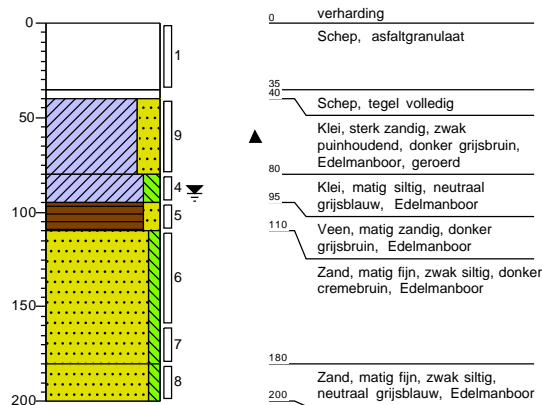 0
50
100
150
200
1
9
4
5
6
7
8
0
verharding
Schep, asfaltgranulaat
35
40
Schep, tegel volledig
Klei, sterk zandig, zwak
puinhoudend, donker grijsbruin,
Edelmanboor, geroerd
80
Klei, matig siltig, neutraal
grijsblauw, Edelmanboor
95
Veen, matig zandig, donker
grijsbruin, Edelmanboor
110
Zand, matig fijn, zwak siltig, donker
cremebruin, Edelmanboor
180
Zand, matig fijn, zwak siltig,
neutraal grijsblauw, Edelmanboor
200